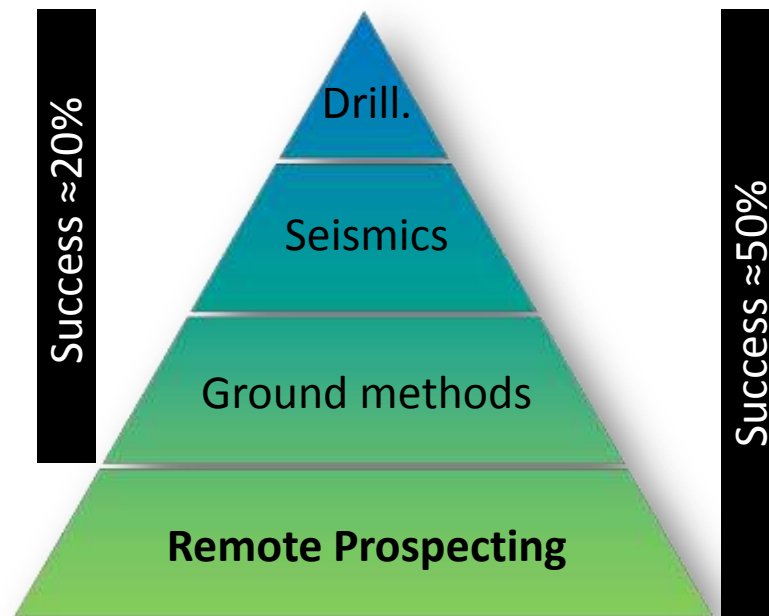 Drill.
Success ≈20%
Seismics
Success ≈50%
Ground methods
Remote Prospecting